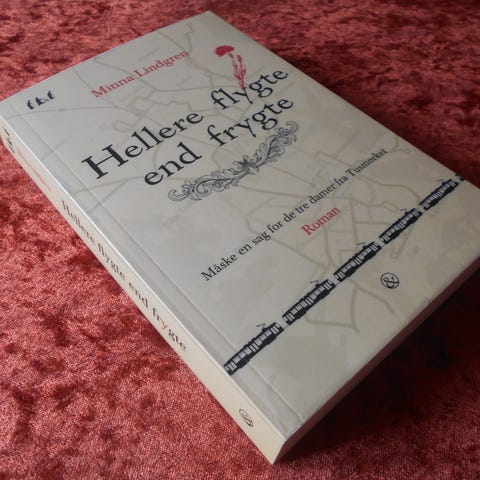 Minna Lindgren
Hellere flygte
end frygte
Måske en sag for de tre damer fra Tusmørket
Roman
&
Hellere flygte end frygte
&